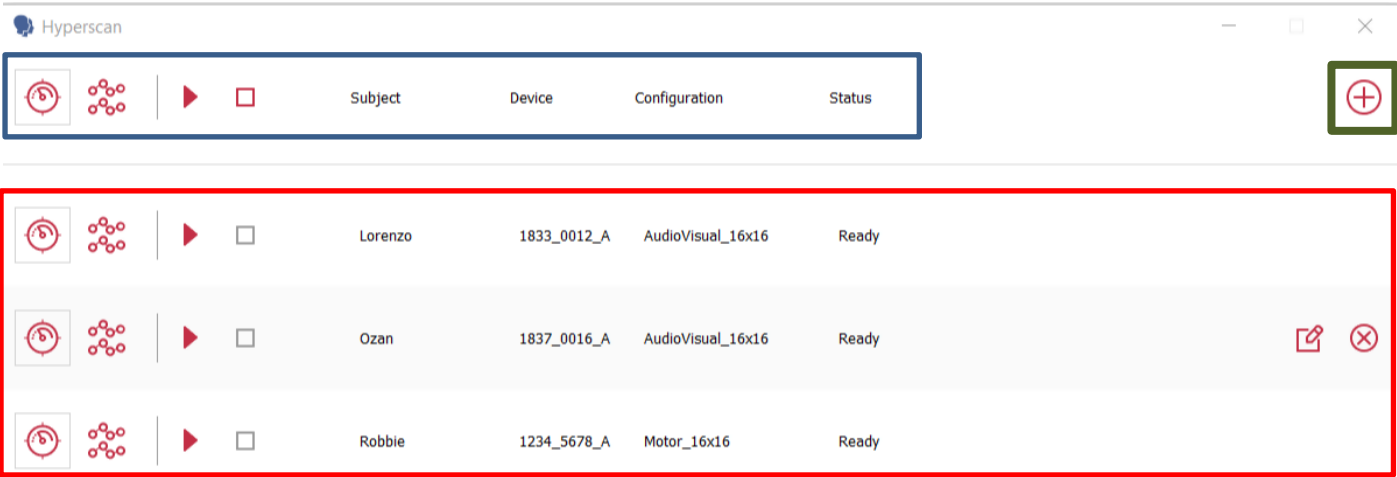 Hyperscan
Subject Device Configuration Status
Lorenzo 1833_0012_A AudioVisual_16x16 Ready
Ozan 1837_0016_A AudioVisual_16x16 Ready
Robbie 1234_5678_A Motor_16x16 Ready